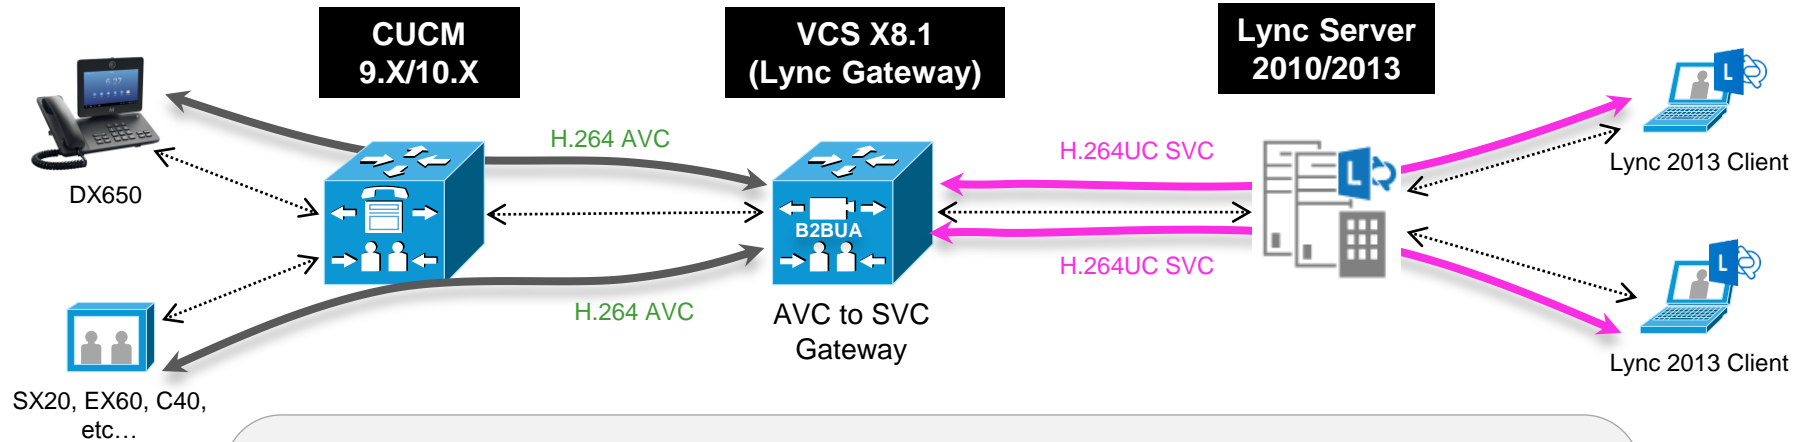 CUCM
9.X/10.X
VCS X8.1
(Lync Gateway)
Lync Server
2010/2013
DX650
H.264 AVC
H.264UC SVC
L
Lync 2013 Client
L
B2BUA
H.264 AVC
H.264UC SVC
L
Lync 2013 Client
AVC to SVC
Gateway
SX20, EX60, C40,
etc…